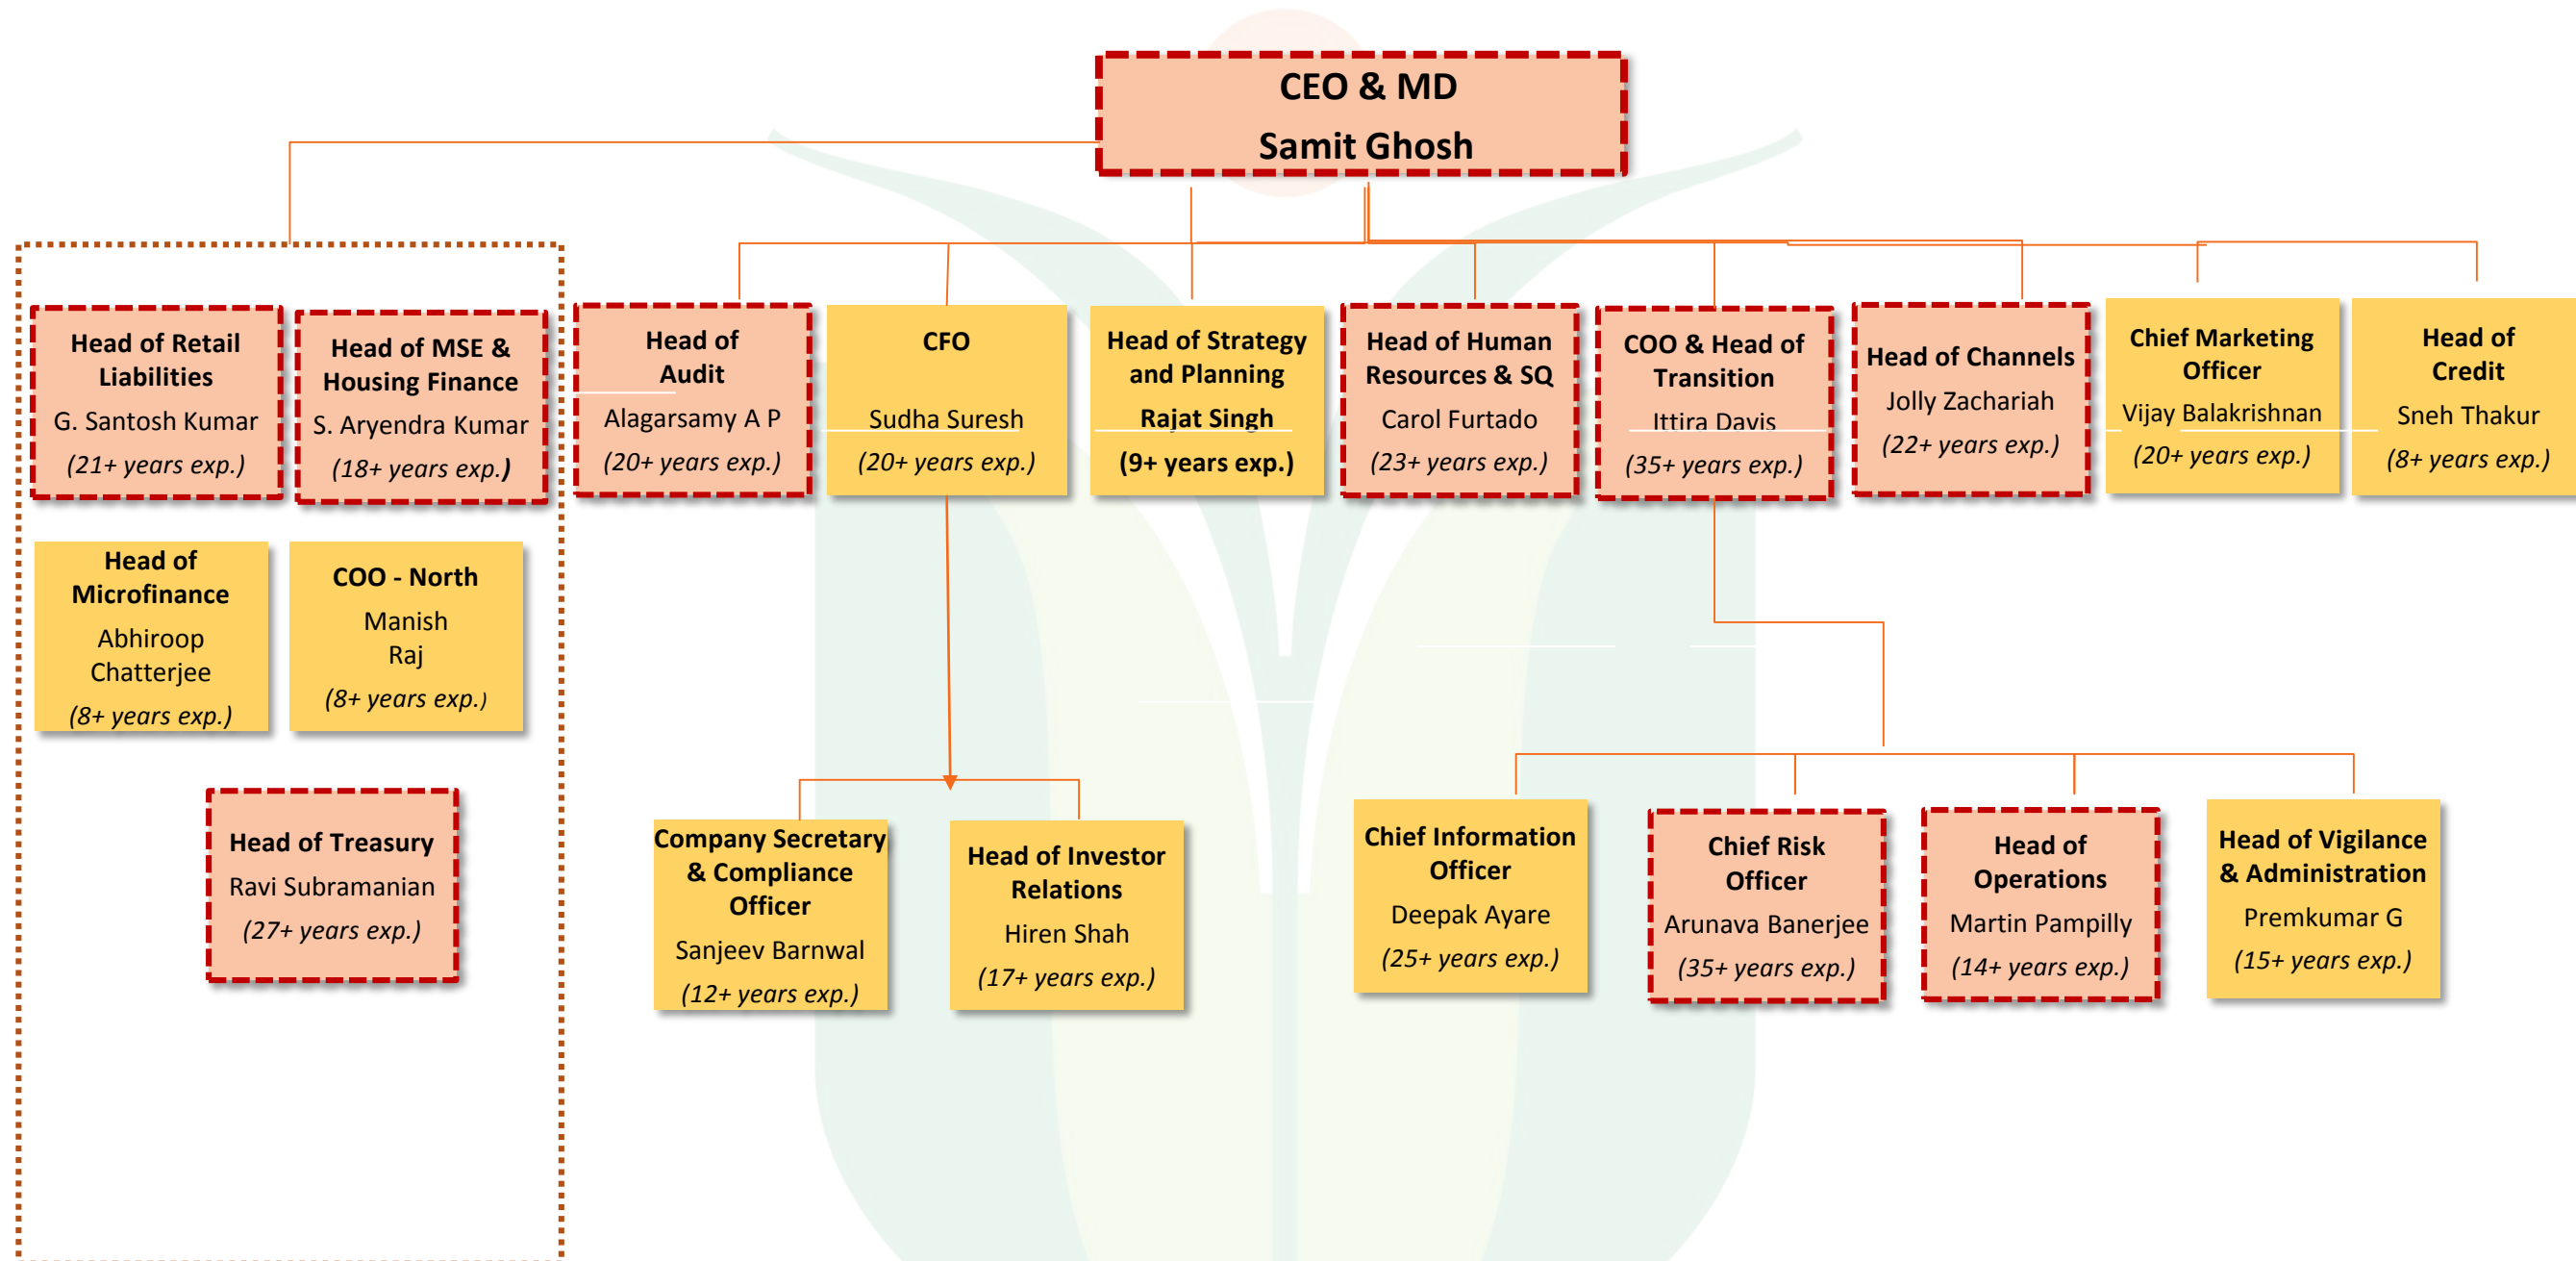 CEO & MD
Samit Ghosh
Head of Retail
Liabilities
G. Santosh Kumar
(21+ years exp.)
Head of MSE &
Housing Finance
S. Aryendra Kumar
(18+ years exp.)
Head of
Audit
Alagarsamy A P
(20+ years exp.)
CFO
Sudha Suresh
(20+ years exp.)
Head of Strategy
and Planning
Rajat Singh
(9+ years exp.)
Head of Human
Resources & SQ
Carol Furtado
(23+ years exp.)
COO & Head of
Transition
Ittira Davis
(35+ years exp.)
Head of Channels
Jolly Zachariah
(22+ years exp.)
Chief Marketing
Officer
Vijay Balakrishnan
(20+ years exp.)
Head of
Credit
Sneh Thakur
(8+ years exp.)
Head of
Microfinance
Abhiroop
Chatterjee
(8+ years exp.)
COO - North
Manish
Raj
(8+ years exp.)
Head of Treasury
Ravi Subramanian
(27+ years exp.)
Company Secretary
& Compliance
Officer
Sanjeev Barnwal
(12+ years exp.)
Head of Investor
Relations
Hiren Shah
(17+ years exp.)
Chief Information
Officer
Deepak Ayare
(25+ years exp.)
Chief Risk
Officer
Arunava Banerjee
(35+ years exp.)
Head of
Operations
Martin Pampilly
(14+ years exp.)
Head of Vigilance
& Administration
Premkumar G
(15+ years exp.)